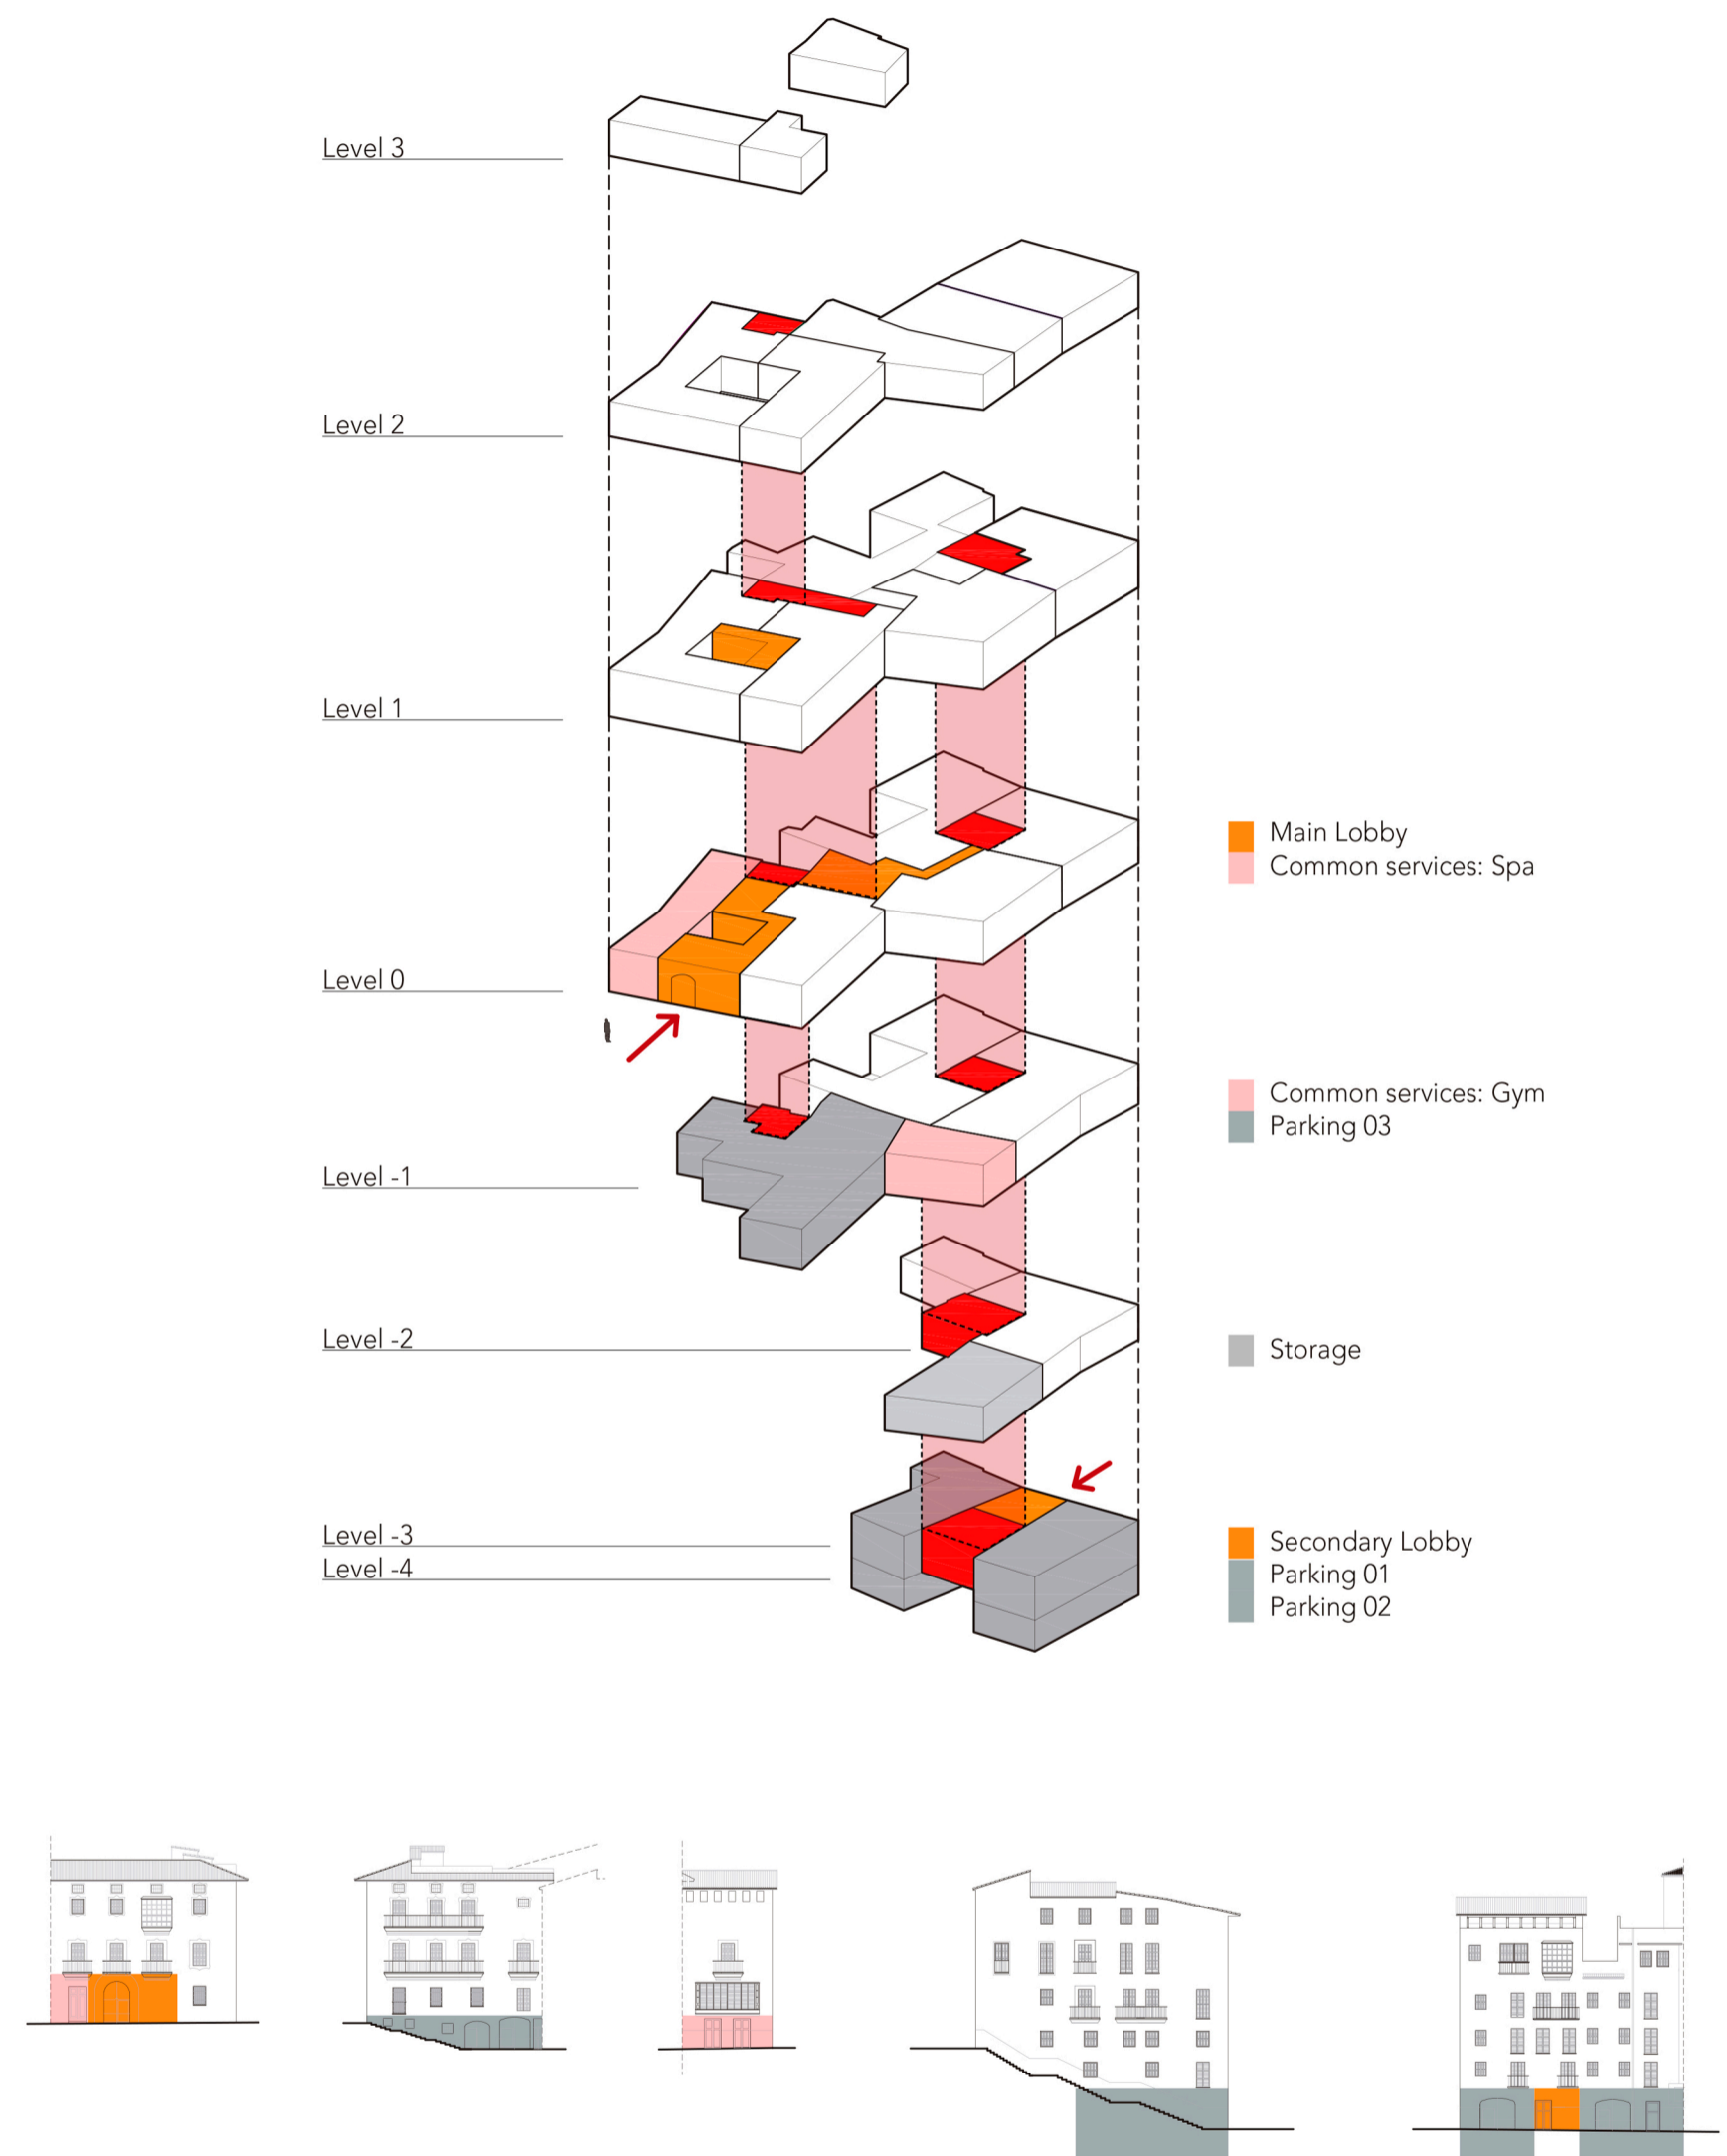 Level 3
Level 2
Level 1
Main Lobby
Common services: Spa
Level 0
Common services: Gym
Parking 03
Level -1
Level -2
Storage
Level -3
Secondary Lobby
Level -4
Parking 01
Parking 02